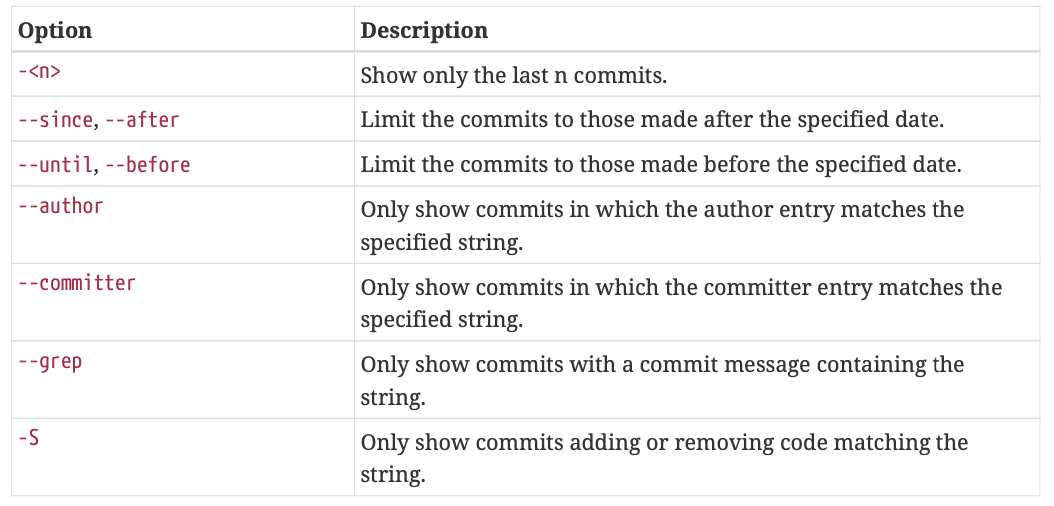 Option Description
-<n> Show only the last n commits.
--since, --after Limit the commits to those made after the specified date.
--until, --before Limit the commits to those made before the specified date.
--author Only show commits in which the author entry matches the
specified string.
--committer Only show commits in which the committer entry matches the
specified string.
--grep Only show commits with a commit message containing the
string.
-S Only show commits adding or removing code matching the
string.